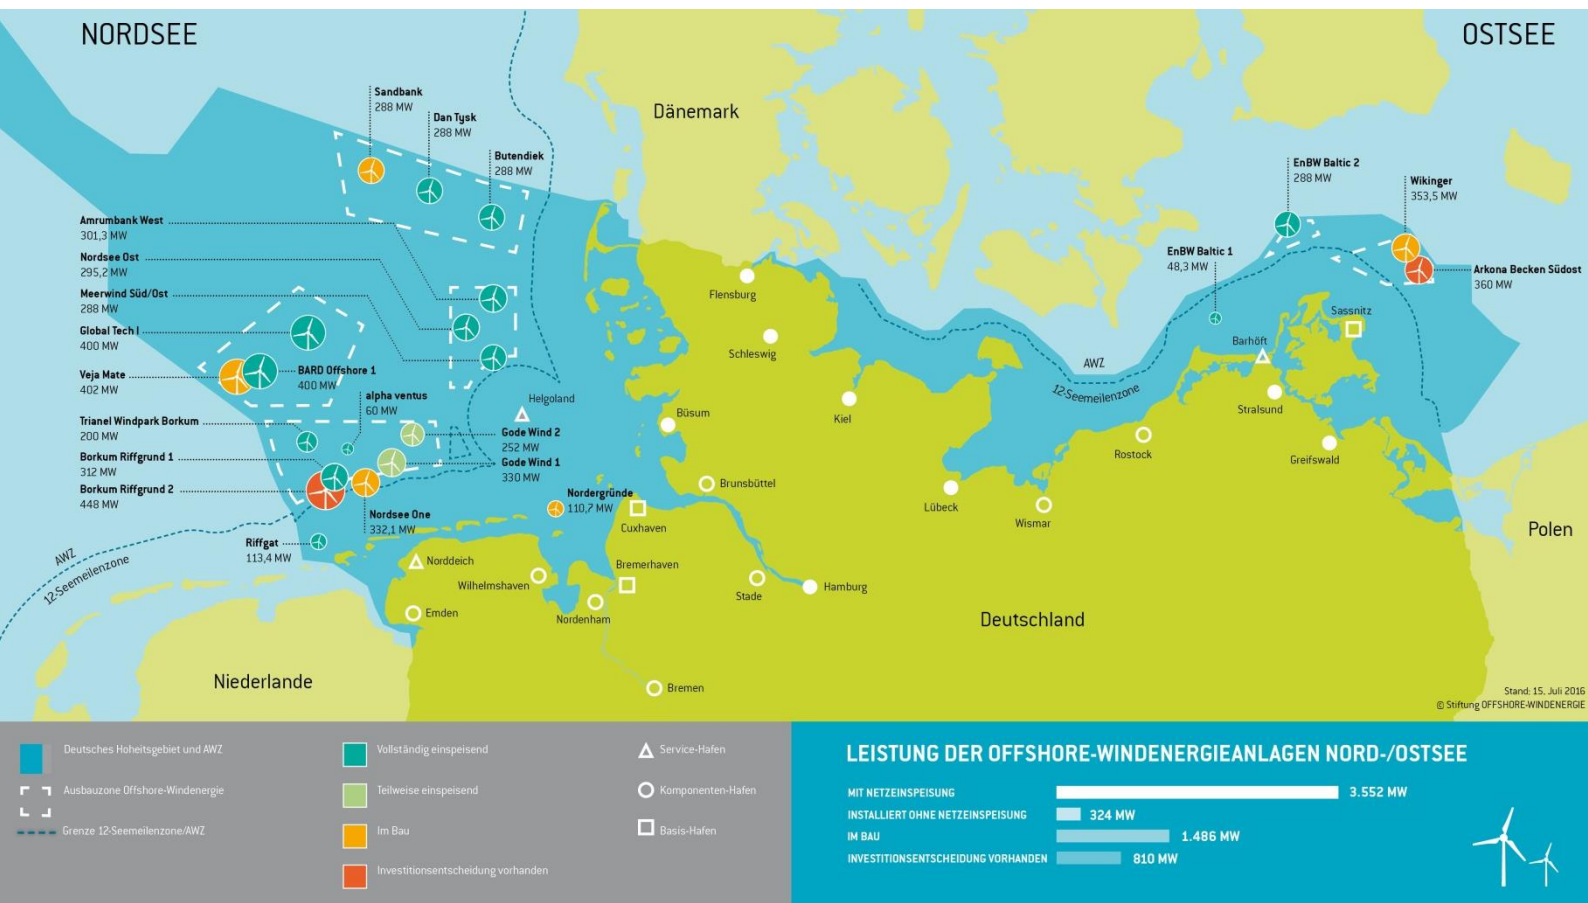 NORDSEE
OSTSEE
Sandbank
288 MW
Dan Tysk
288 MW
Butendiek
288 MW
Dänemark
EnBW Baltic 2
288 MW
Wikinger
353,5 MW
Amrumbank West
301,3 MW
Nordsee Ost
295,2 MW
Meerwind Süd/Ost
288 MW
Global Tech I
400 MW
Veja Mate
402 MW
BARD Offshore 1
400 MW
alpha ventus
60 MW
Trianel Windpark Borkum
200 MW
Borkum Riffgrund 1
312 MW
Borkum Riffgrund 2
448 MW
Gode Wind 2
252 MW
Gode Wind 1
330 MW
Nordsee One
332,1 MW
Nordergründe
110,7 MW
Riffgat
113,4 MW
EnBW Baltic 1
48,3 MW
Arkona Becken Südost
360 MW
Flensburg
Schleswig
Kiel
Helgoland
Büsum
Brunsbüttel
Cuxhaven
Bremerhaven
Norddeich
Wilhelmshaven
Emden
Nordenham
Stade
Hamburg
Bremen
Lübeck
Wismar
Rostock
Barhöft
Sassnitz
Stralsund
Greifswald
AWZ
12-Seemeilenzone
AWZ
12-Seemeilenzone
Niederlande
Deutschland
Polen
Stand: 15. Juli 2016
© Stiftung OFFSHORE-WINDENERGIE
Deutsches Hoheitsgebiet und AWZ
Ausbauzone Offshore-Windenergie
Grenze 12-Seemeilenzone/AWZ
Vollständig einspeisend
Teilweise einspeisend
Im Bau
Investitionsentscheidung vorhanden
Service-Hafen
Komponenten-Hafen
Basis-Hafen
LEISTUNG DER OFFSHORE-WINDENERGIEANLAGEN NORD-/OSTSEE
MIT NETZEINSPEISUNG 3.552 MW
INSTALLIERT OHNE NETZEINSPEISUNG 324 MW
IM BAU 1.486 MW
INVESTITIONSENTSCHEIDUNG VORHANDEN 810 MW